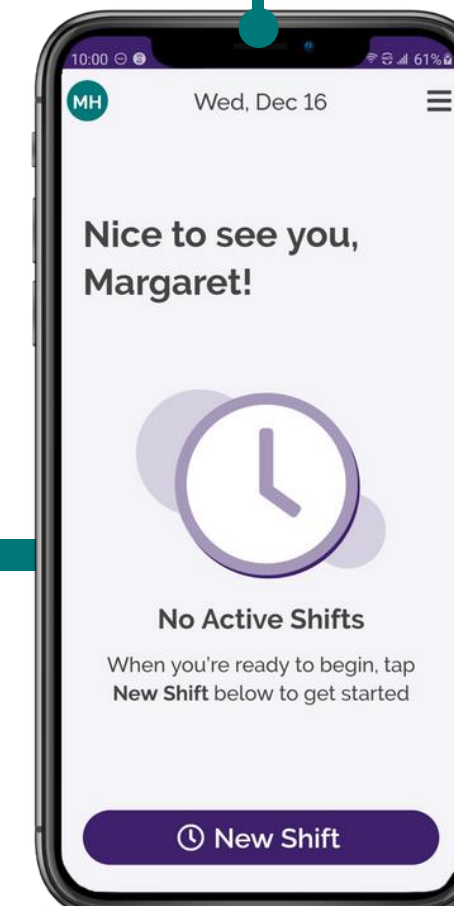 10:00 61%
MH Wed, Dec 16
Nice to see you,
Margaret!
No Active Shifts
When you’re ready to begin, tap
New Shift below to get started
New Shift